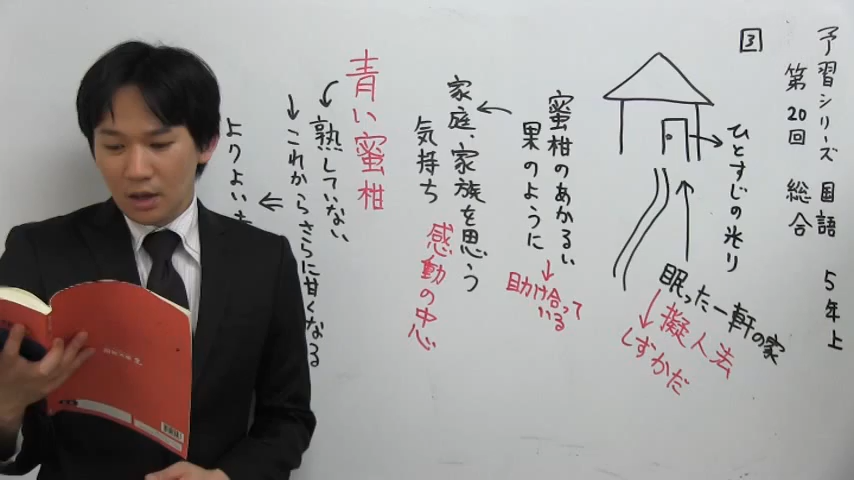 予習シリーズ 国語 5年上
第20回 総合
3
ひとすじの光り
眠った一軒の家
擬人法
しずかだ
蜜柑のあかるい
果のように
助け合って
いる
家庭、家族を思う
気持ち 感動の中心
青い蜜柑
熟していない
これからさらに甘くなる
よりよい